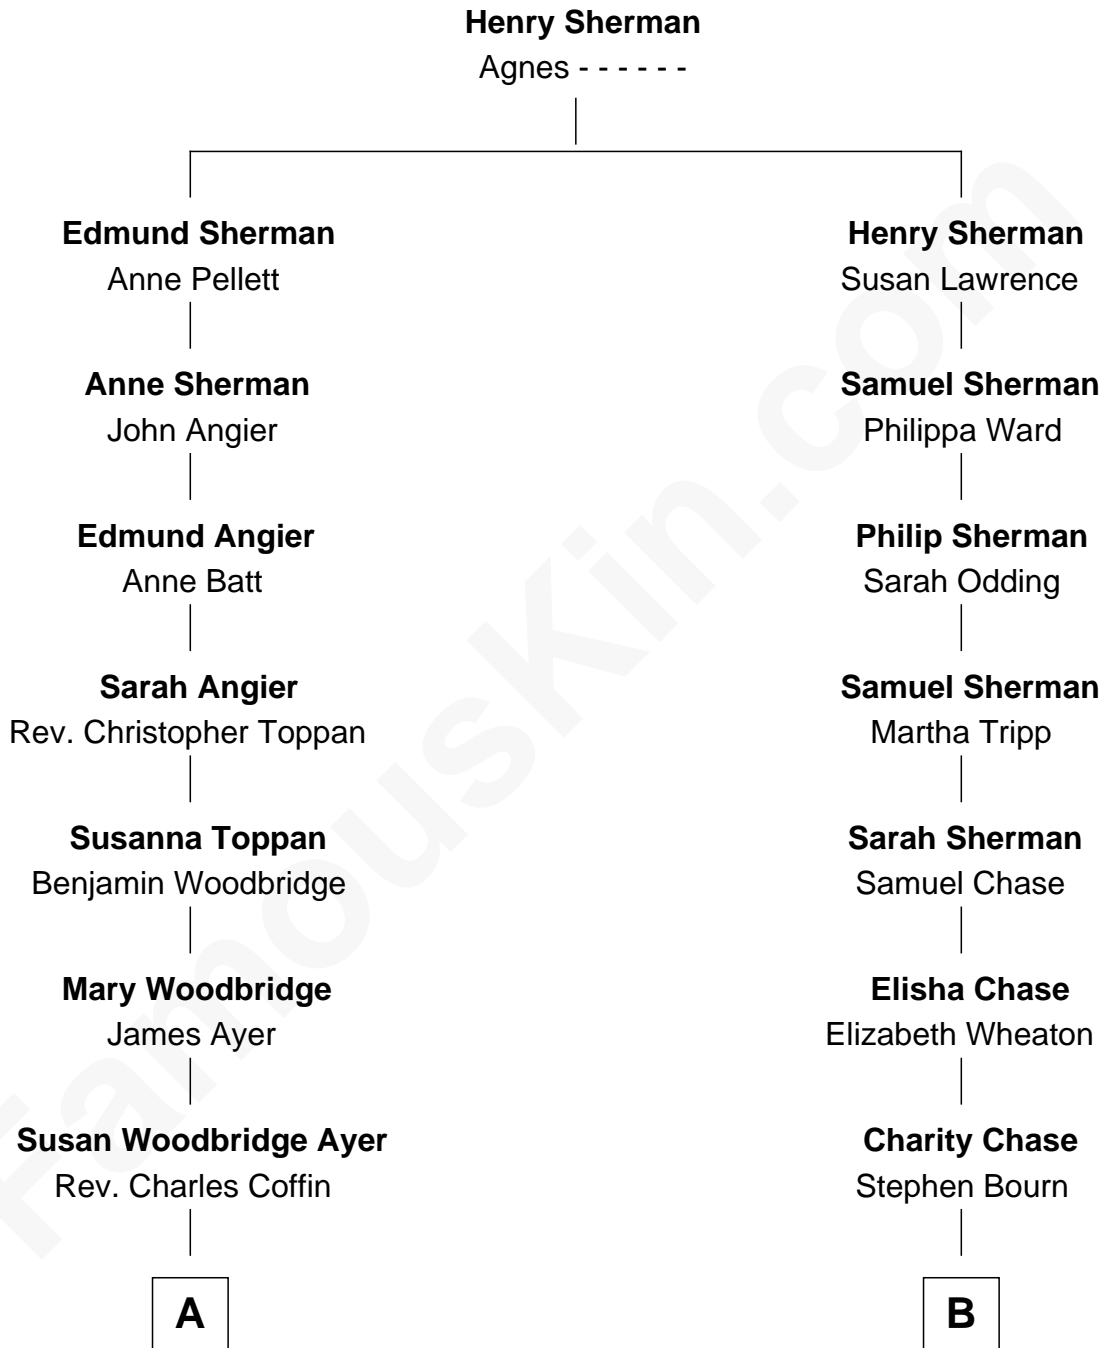 Henry Sherman
Agnes - - - - - -
Edmund Sherman
Anne Pellett
Anne Sherman
John Angier
Edmund Angier
Anne Batt
Sarah Angier
Rev. Christopher Toppan
Susanna Toppan
Benjamin Woodbridge
Mary Woodbridge
James Ayer
Susan Woodbridge Ayer
Rev. Charles Coffin
A
Henry Sherman
Susan Lawrence
Samuel Sherman
Philippa Ward
Philip Sherman
Sarah Odding
Samuel Sherman
Martha Tripp
Sarah Sherman
Samuel Chase
Elisha Chase
Elizabeth Wheaton
Charity Chase
Stephen Bourn
B
FamousKin.com